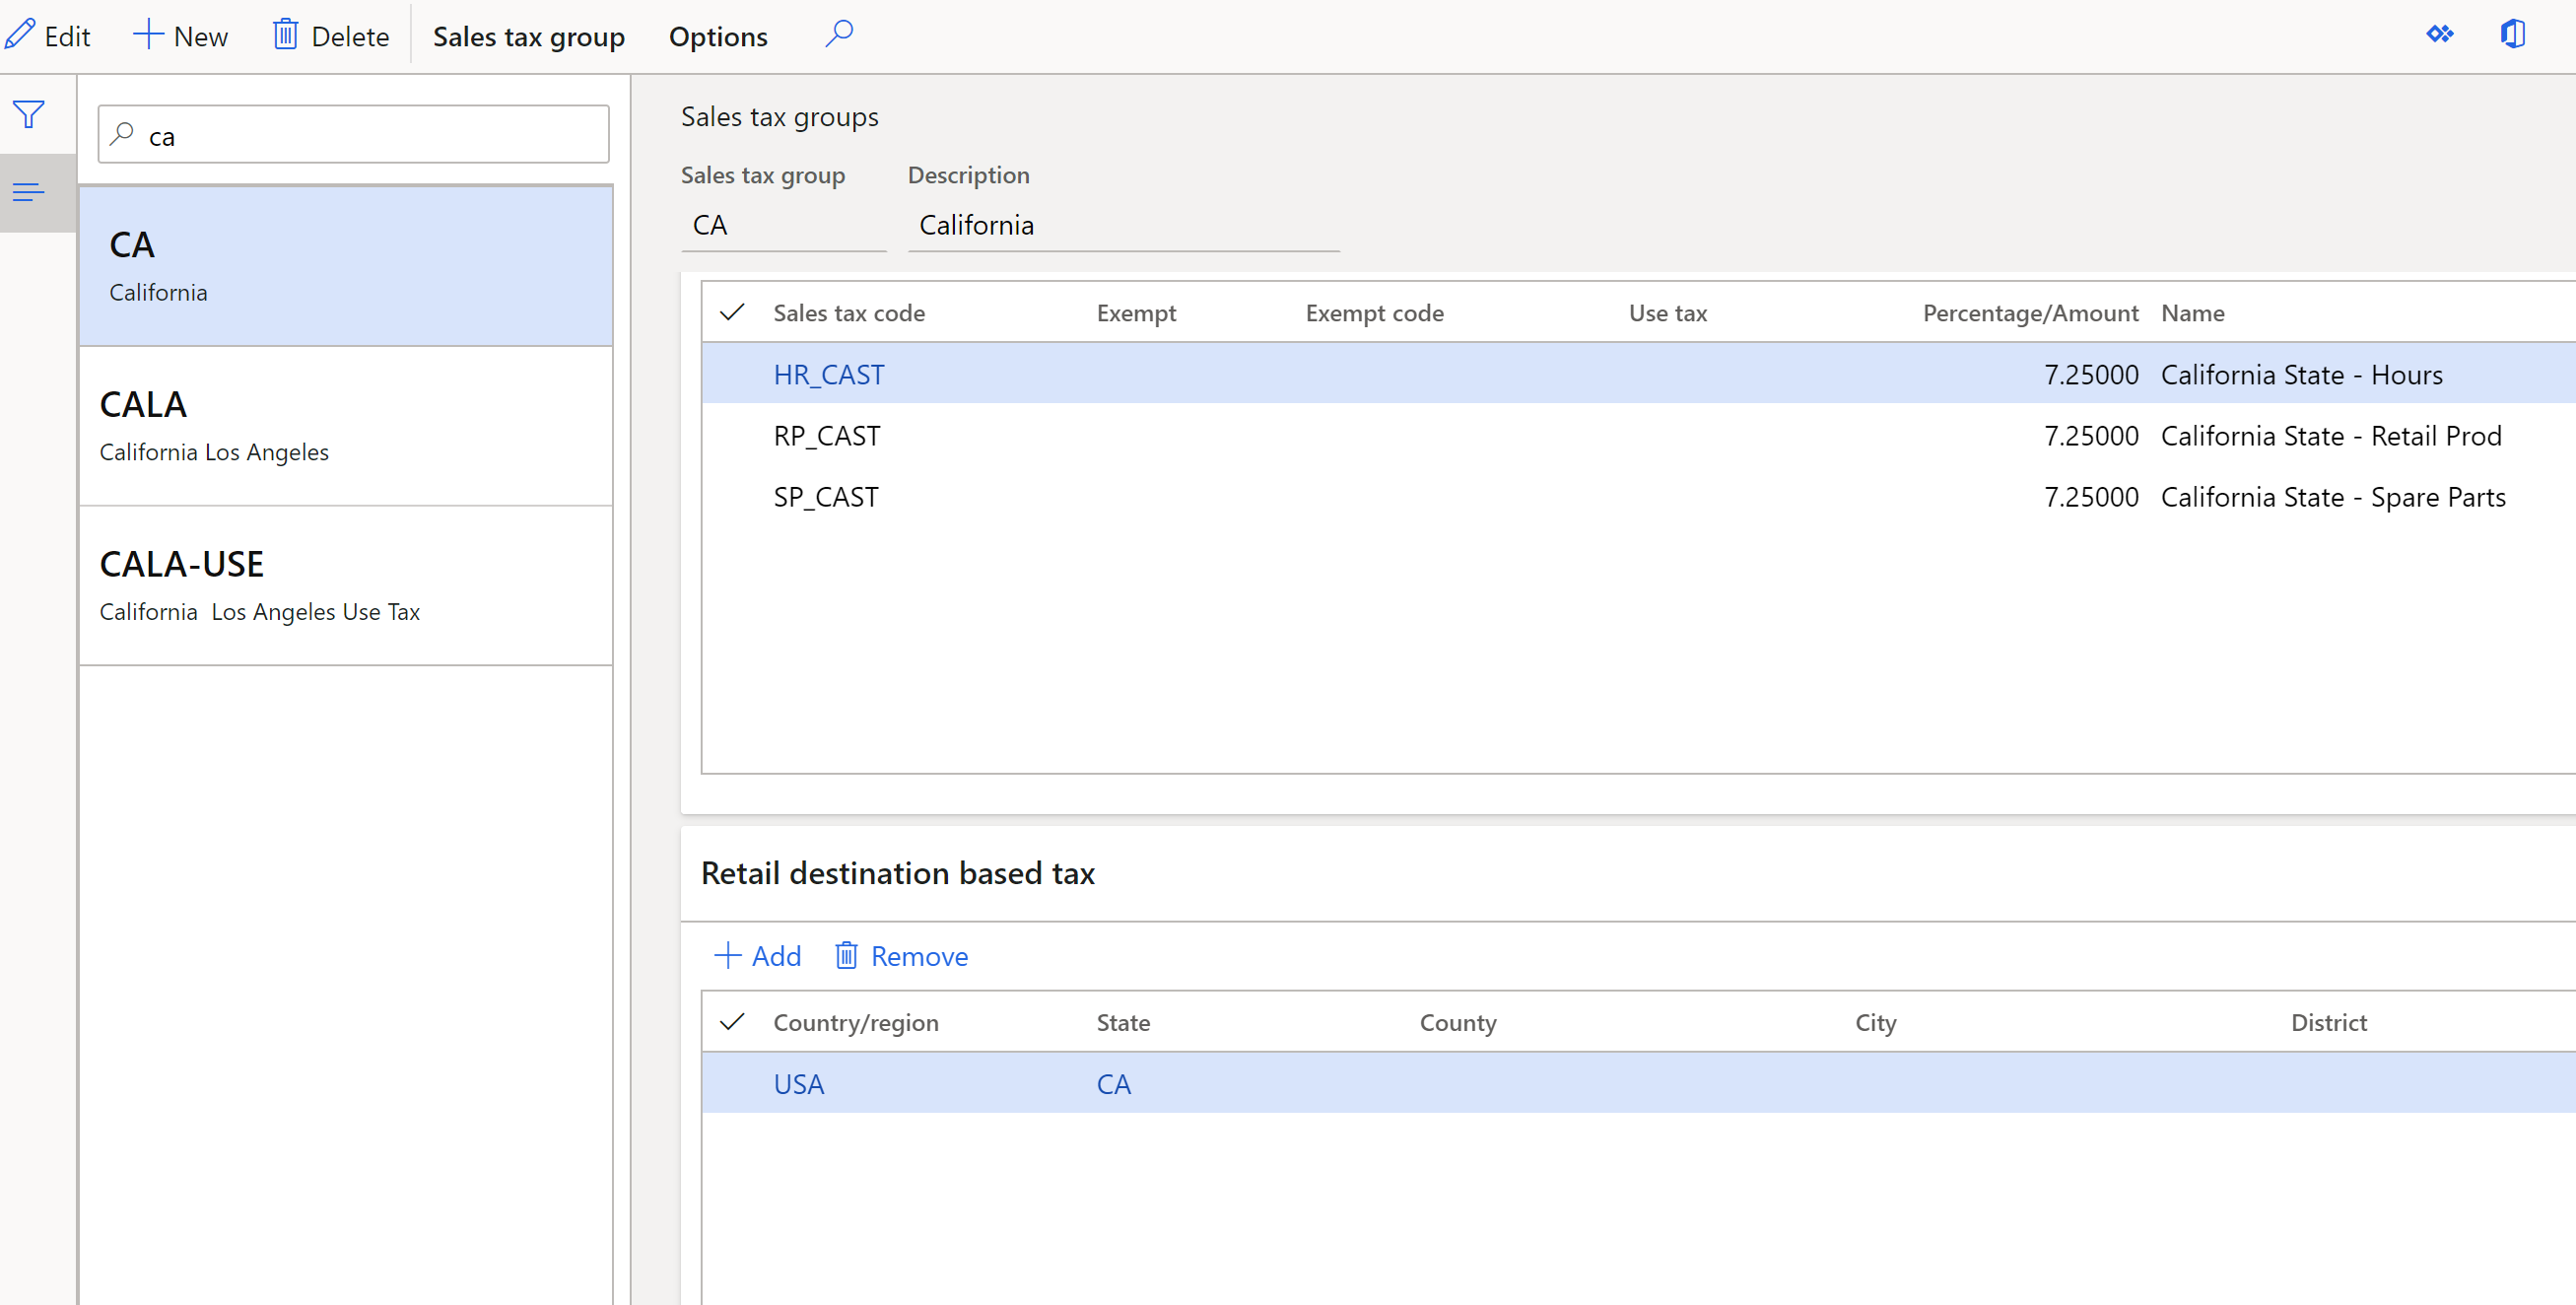 Edit New Delete Sales tax group Options
ca
CA
California
CALA
California Los Angeles
CALA-USE
California  Los Angeles Use Tax
Sales tax groups
Sales tax group Description
CA California
Sales tax code Exempt Exempt code Use tax Percentage/Amount Name
HR_CAST 7.25000 California State - Hours
RP_CAST 7.25000 California State - Retail Prod
SP_CAST 7.25000 California State - Spare Parts
Retail destination based tax
Add Remove
Country/region State County City District
USA CA